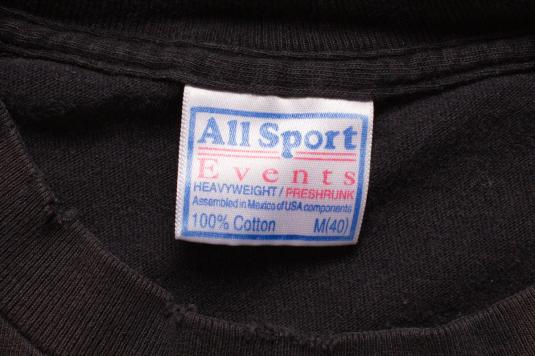 All Sport
Events
HEAVYWEIGHT / PRESHRUNK
Assembled in Mexico of USA components
100% Cotton M(40)